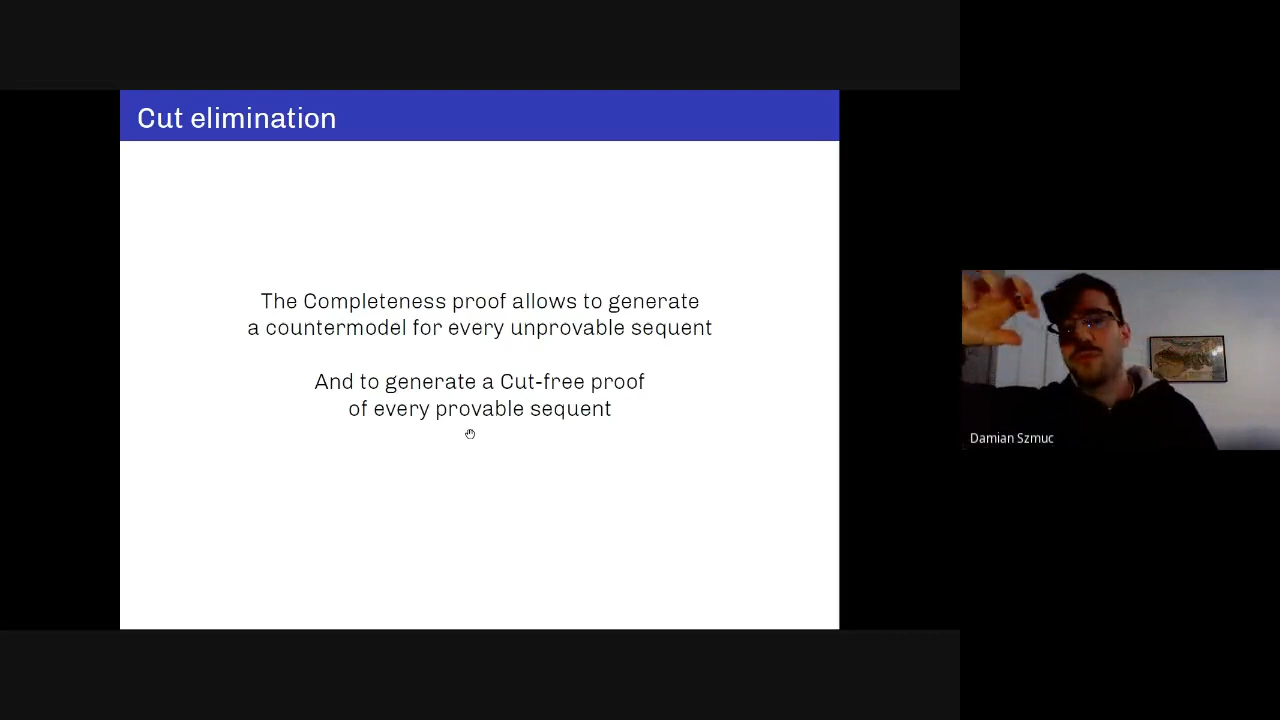 Cut elimination
The Completeness proof allows to generate
a countermodel for every unprovable sequent
And to generate a Cut-free proof
of every provable sequent
Damian Szmuc